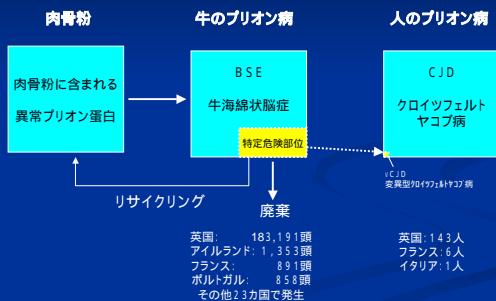 肉骨粉
牛のプリオン病
人のプリオン病
肉骨粉に含まれる
異常プリオン蛋白
BSE
牛海綿状脳症
特定危険部位
CJD
クロイツフェルト
ヤコブ病
vCJD
変異型クロイツフェルトヤコブ病
リサイクリング
廃棄
英国: 183,191頭
アイルランド: 1,353頭
フランス: 891頭
ポルトガル: 858頭
その他23カ国で発生
英国: 143人
フランス: 6人
イタリア: 1人